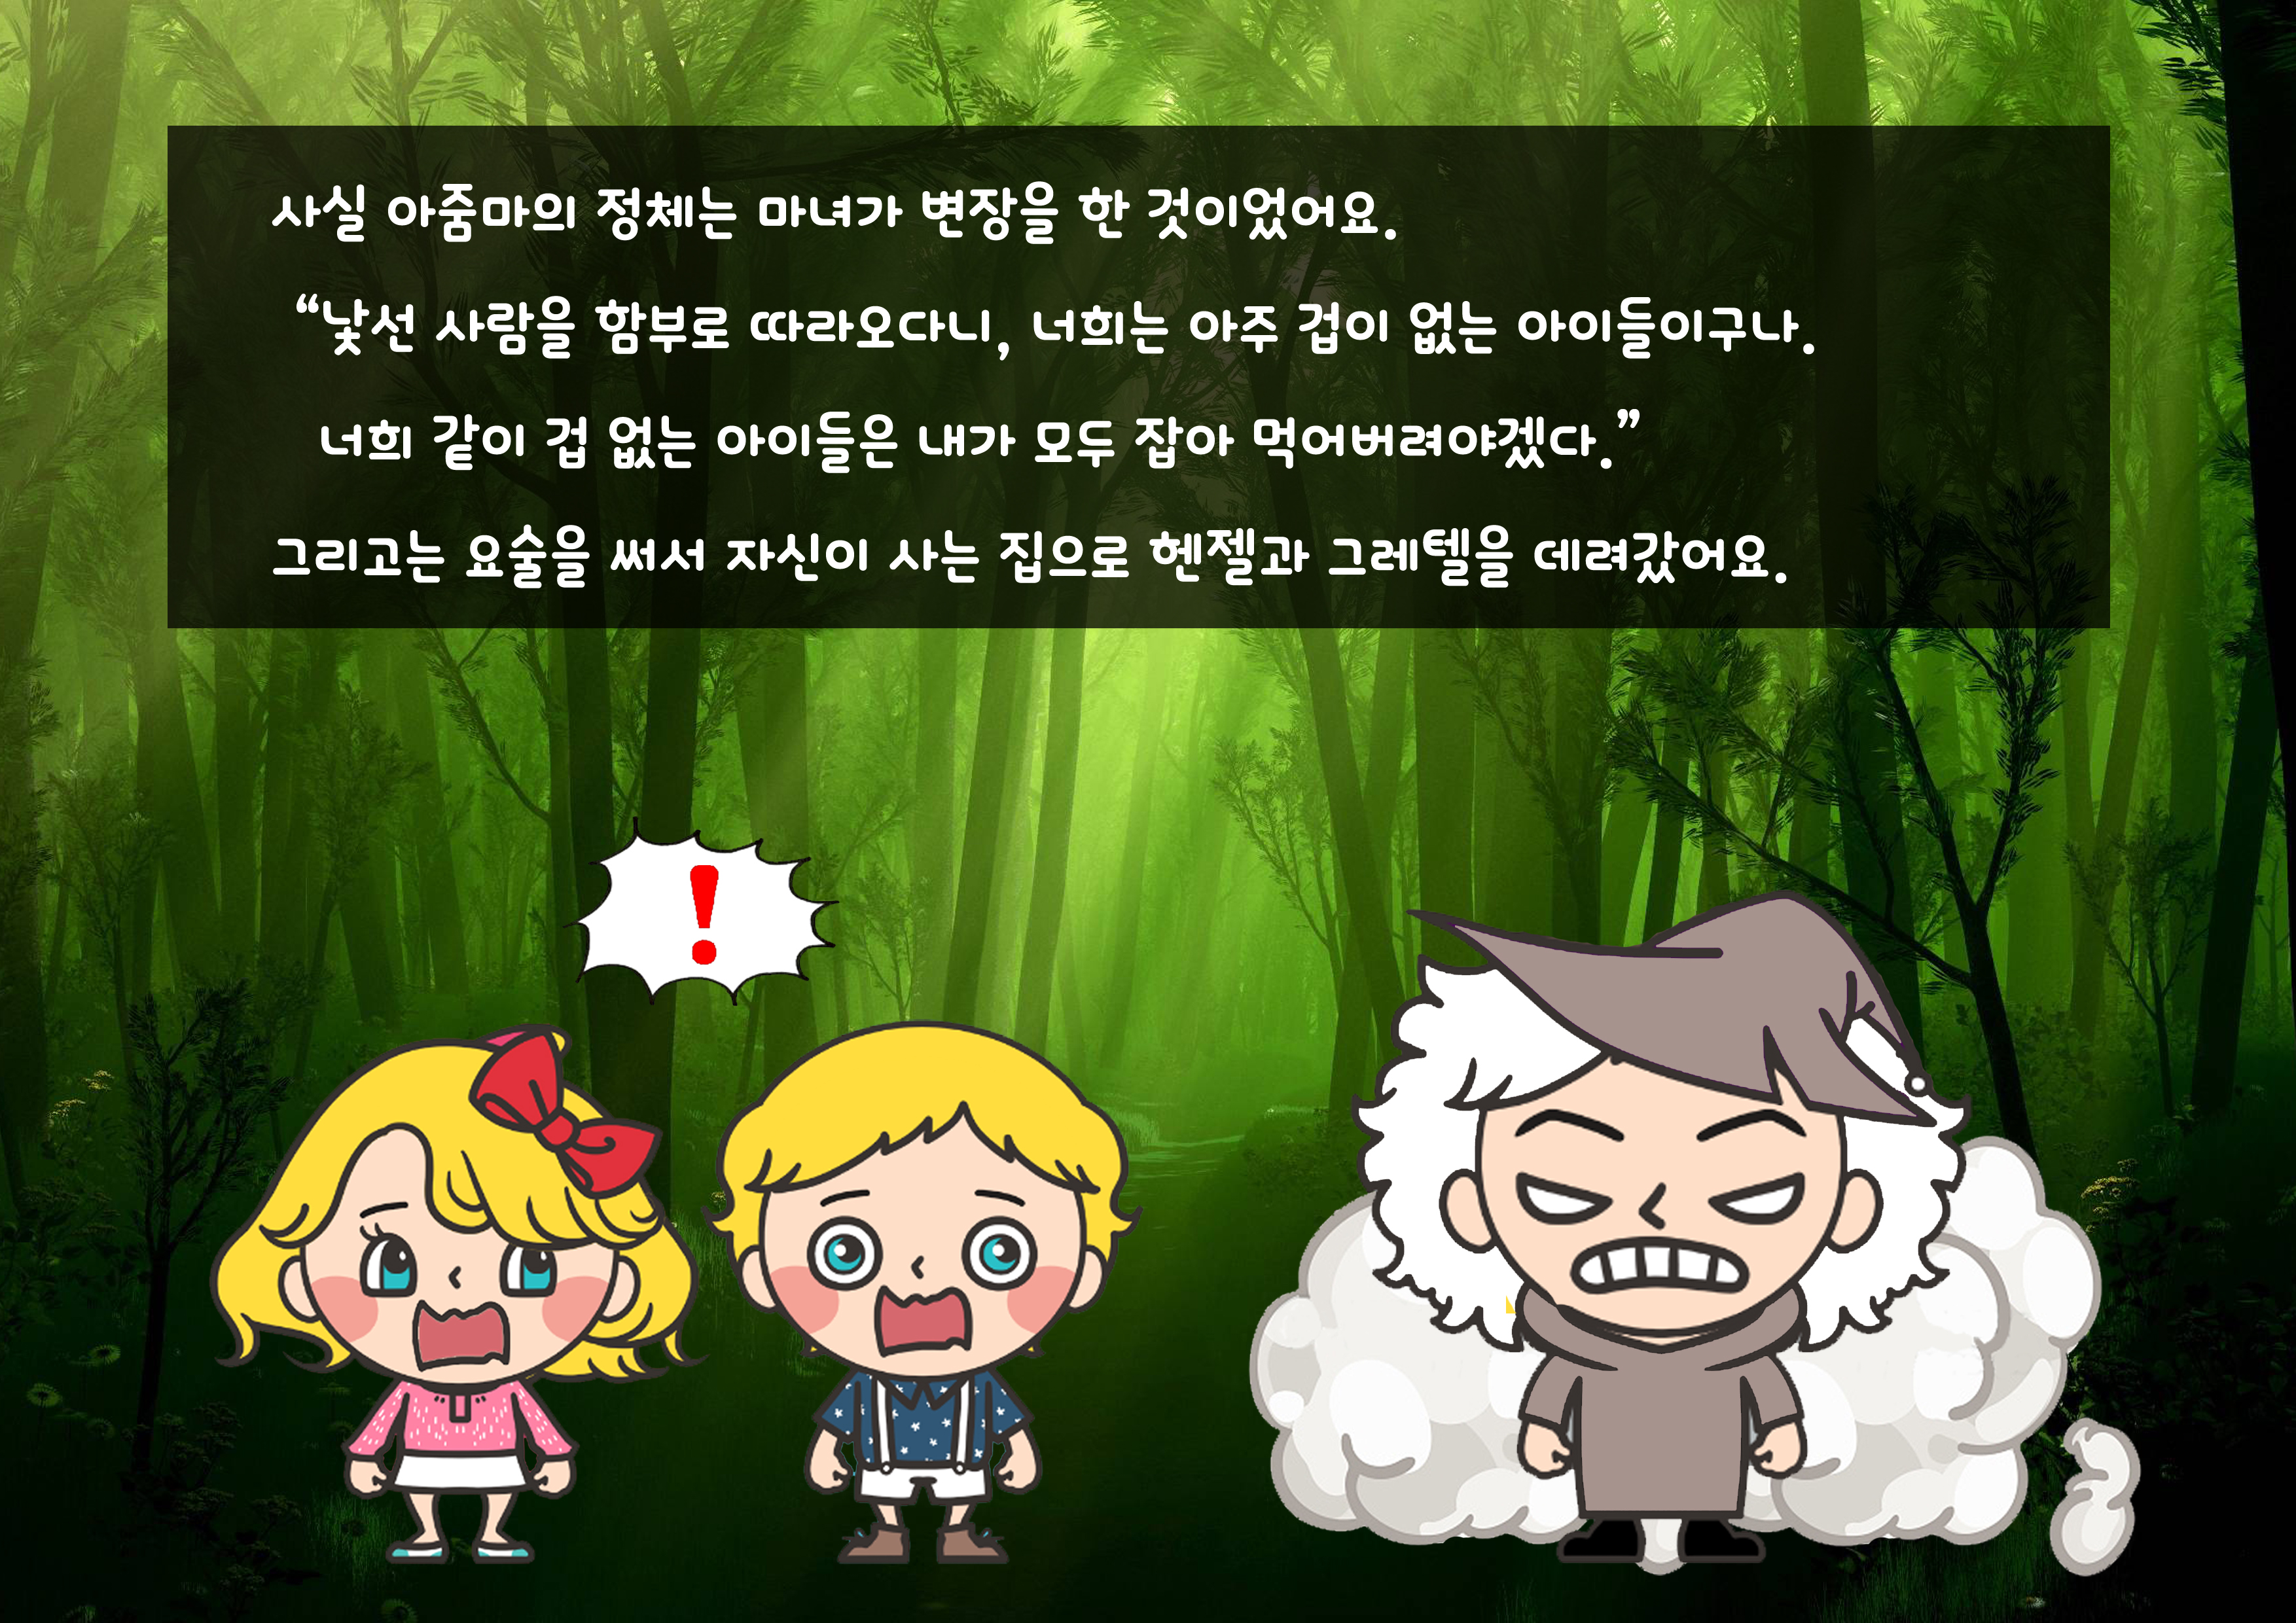 사실 아줌마의 정체는 마녀가 변장을 한 것이었어요.
“낯선 사람을 함부로 따라오다니, 너희는 아주 겁이 없는 아이들이구나.
너희 같이 겁 없는 아이들은 내가 모두 잡아 먹어버려야겠다.”
그리고는 요술을 써서 자신이 사는 집으로 헨젤과 그레텔을 데려갔어요.
!